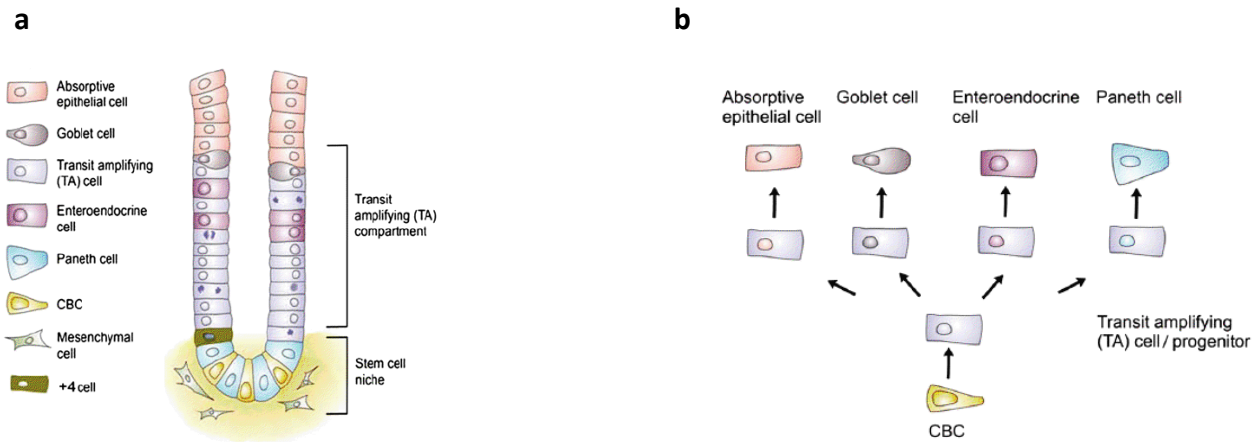 a
Absorptive
epithelial cell
Goblet cell
Transit amplifying
(TA) cell
Enteroendocrine
cell
Paneth cell
CBC
Mesenchymal
cell
+4 cell
Transit
amplifying (TA)
compartment
Stem cell
niche
b
Absorptive
epithelial cell
Goblet cell
Enteroendocrine
cell
Paneth cell
Transit amplifying
(TA) cell / progenitor
CBC